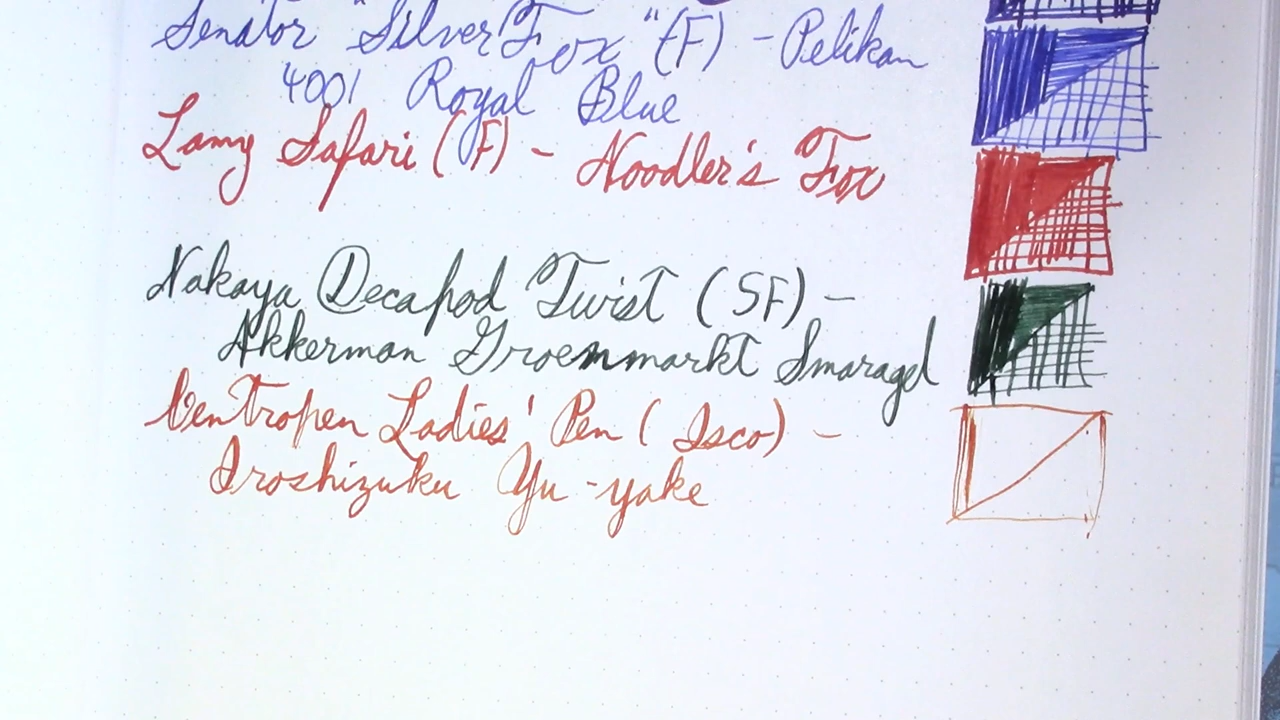 Senator "Silver Fox" (F) - Pelikan
4001 Royal Blue
Lamy Safari (F) - Noodler's Fox
Nakaya Decapod Twist (SF) -
Akkerman Groenmarkt Smaragd
Centropen Ladies' Pen (Isco) -
Iroshizuku Yu-yake